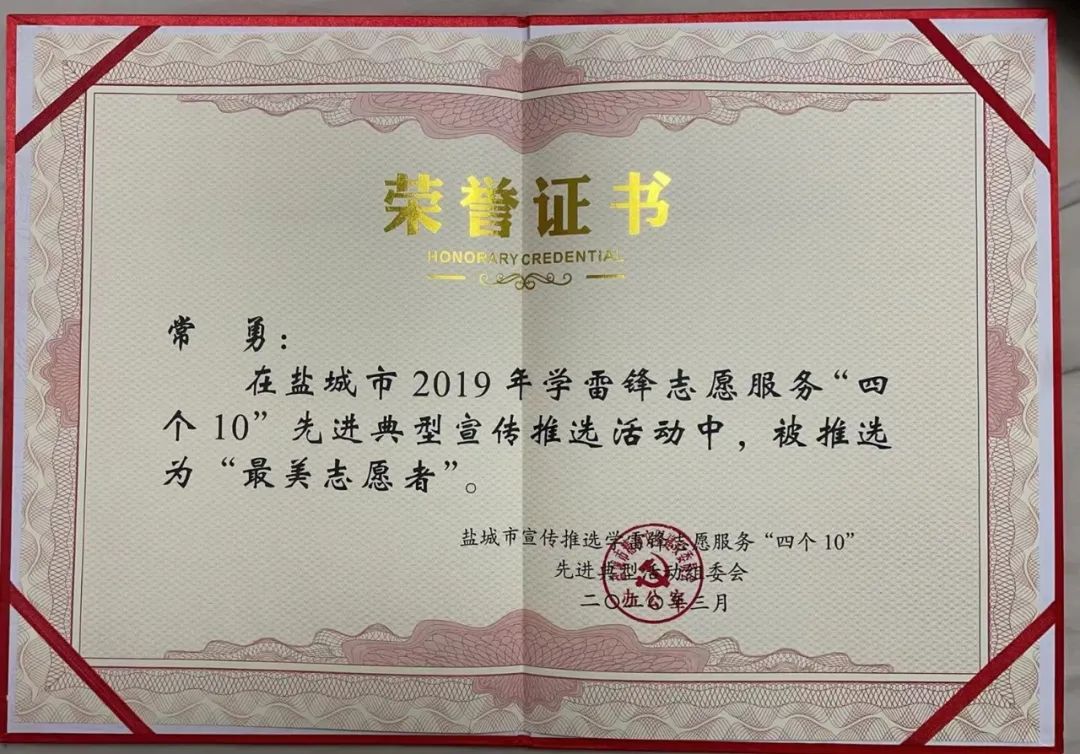 荣誉证书
HONORARY CREDENTIAL
常 勇：
在盐城市2019年学雷锋志愿服务“四
个10”先进典型宣传推选活动中，被推选
为“最美志愿者”。
盐城市宣传推选学雷锋志愿服务“四个10”
先进典型活动组委会
二〇二〇年三月
办公室